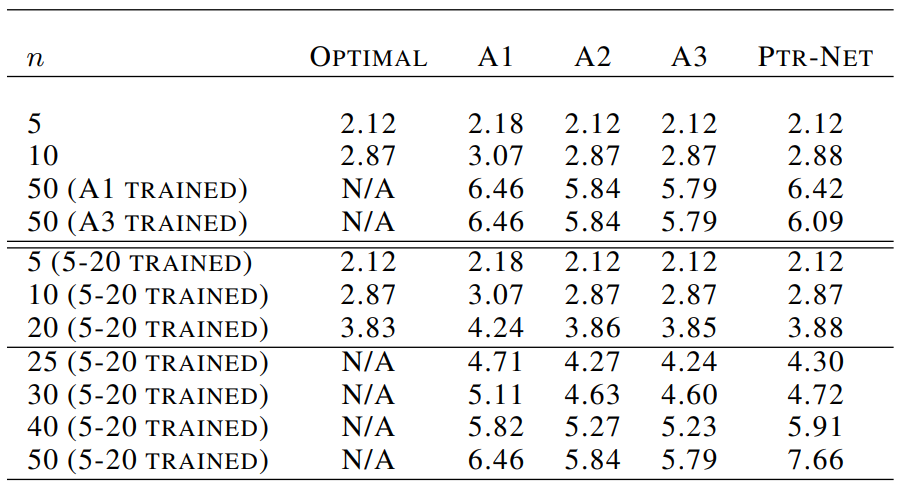 n OPTIMAL A1 A2 A3 PTR-NET
5 2.12 2.18 2.12 2.12 2.12
10 2.87 3.07 2.87 2.87 2.88
50 (A1 TRAINED) N/A 6.46 5.84 5.79 6.42
50 (A3 TRAINED) N/A 6.46 5.84 5.79 6.09
5 (5-20 TRAINED) 2.12 2.18 2.12 2.12 2.12
10 (5-20 TRAINED) 2.87 3.07 2.87 2.87 2.87
20 (5-20 TRAINED) 3.83 4.24 3.86 3.85 3.88
25 (5-20 TRAINED) N/A 4.71 4.27 4.24 4.30
30 (5-20 TRAINED) N/A 5.11 4.63 4.60 4.72
40 (5-20 TRAINED) N/A 5.82 5.27 5.23 5.91
50 (5-20 TRAINED) N/A 6.46 5.84 5.79 7.66